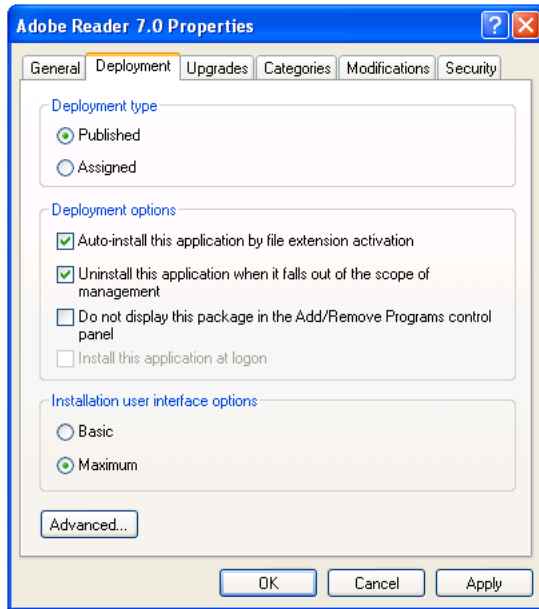 Adobe Reader 7.0 Properties
General Deployment Upgrades Categories Modifications Security
Deployment type
Published
Assigned
Deployment options
Auto-install this application by file extension activation
Uninstall this application when it falls out of the scope of
management
Do not display this package in the Add/Remove Programs control
panel
Install this application at logon
Installation user interface options
Basic
Maximum
Advanced...
OK Cancel Apply